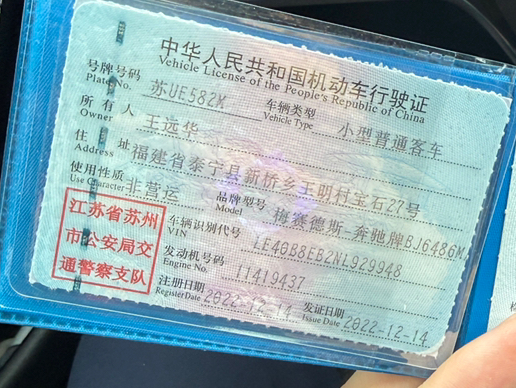 中华人民共和国机动车行驶证
Vehicle License of the People's Republic of China
号牌号码 苏UE582M 车辆类型 小型普通客车
Plate No. Vehicle Type
所有人 王远华
Owner
住址 福建省泰宁县新桥乡王明村宝石27号
Address
使用性质 非营运 品牌型号 梅赛德斯-奔驰牌BJ6486M
Use Character Model
江苏省苏州
市公安局交
通警察支队
车辆识别代号 LE40B8EB2NL929948
VIN
发动机号码 11419437
Engine No.
注册日期 2022-12-14 发证日期 2022-12-14
Register Date Issue Date